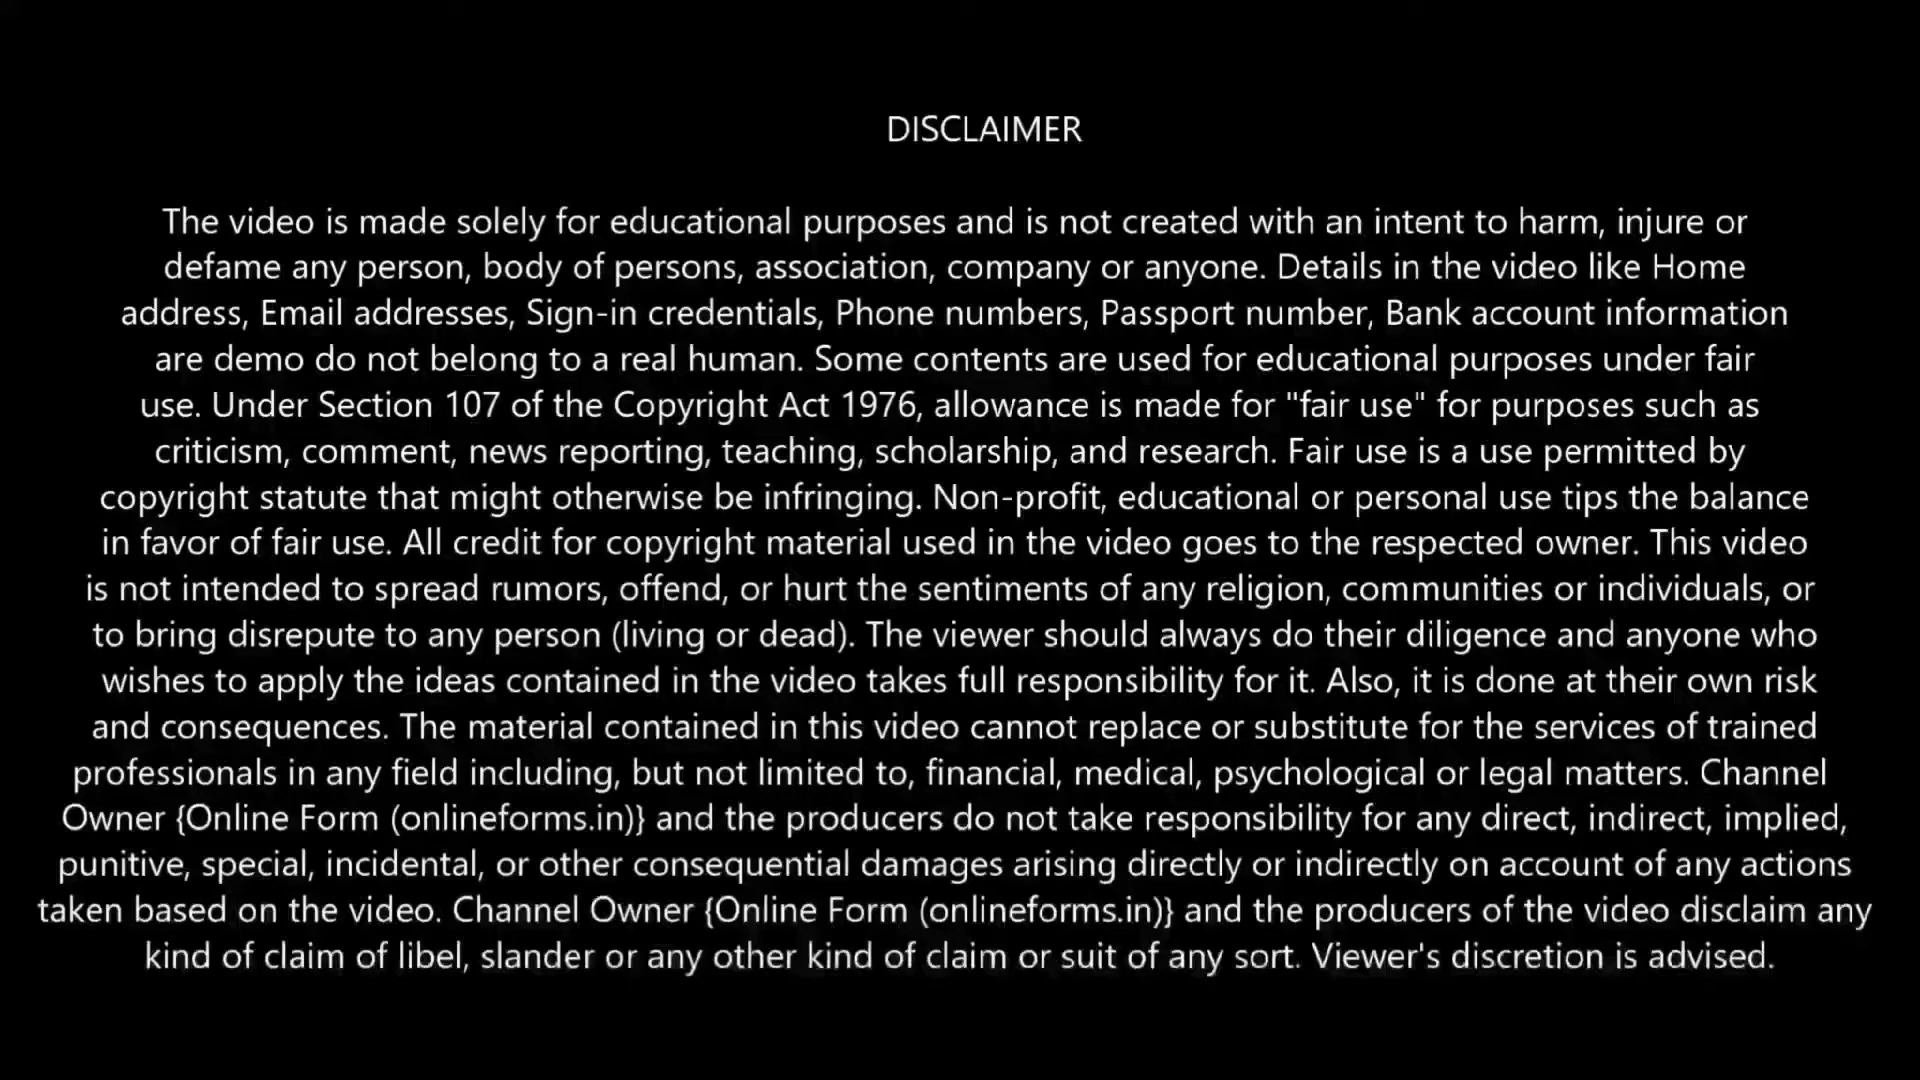 DISCLAIMER
The video is made solely for educational purposes and is not created with an intent to harm, injure or
defame any person, body of persons, association, company or anyone. Details in the video like Home
address, Email addresses, Sign-in credentials, Phone numbers, Passport number, Bank account information
are demo do not belong to a real human. Some contents are used for educational purposes under fair
use. Under Section 107 of the Copyright Act 1976, allowance is made for "fair use" for purposes such as
criticism, comment, news reporting, teaching, scholarship, and research. Fair use is a use permitted by
copyright statute that might otherwise be infringing. Non-profit, educational or personal use tips the balance
in favor of fair use. All credit for copyright material used in the video goes to the respected owner. This video
is not intended to spread rumors, offend, or hurt the sentiments of any religion, communities or individuals, or
to bring disrepute to any person (living or dead). The viewer should always do their diligence and anyone who
wishes to apply the ideas contained in the video takes full responsibility for it. Also, it is done at their own risk
and consequences. The material contained in this video cannot replace or substitute for the services of trained
professionals in any field including, but not limited to, financial, medical, psychological or legal matters. Channel
Owner {Online Form (onlineforms.in)} and the producers do not take responsibility for any direct, indirect, implied,
punitive, special, incidental, or other consequential damages arising directly or indirectly on account of any actions
taken based on the video. Channel Owner {Online Form (onlineforms.in)} and the producers of the video disclaim any
kind of claim of libel, slander or any other kind of claim or suit of any sort. Viewer's discretion is advised.